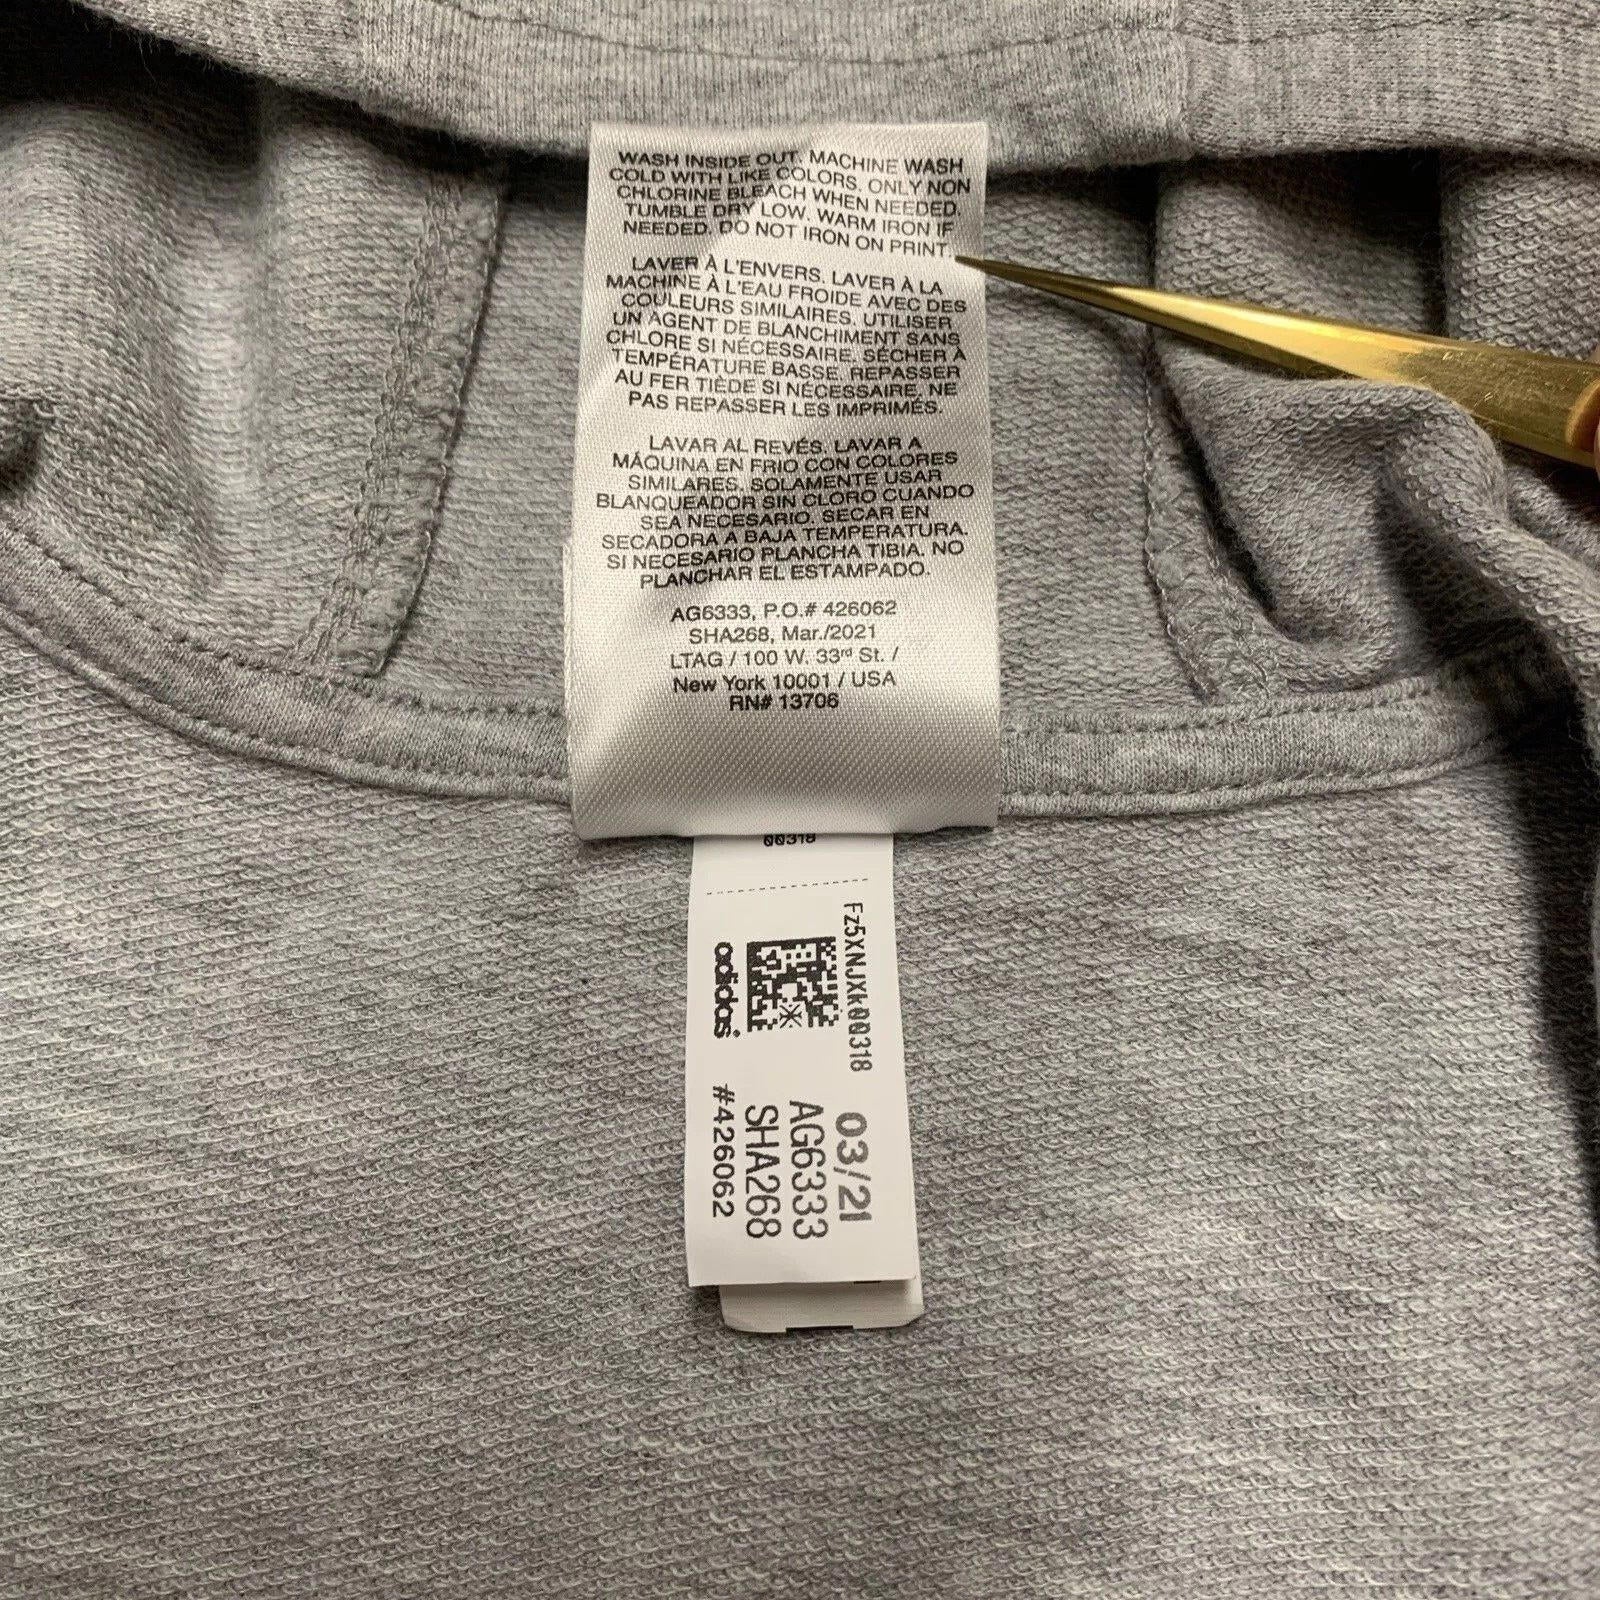 WASH INSIDE OUT. MACHINE WASH
COLD WITH LIKE COLORS. ONLY NON
CHLORINE BLEACH WHEN NEEDED.
TUMBLE DRY LOW. WARM IRON IF
NEEDED. DO NOT IRON ON PRINT.
LAVER À L'ENVERS. LAVER À LA
MACHINE À L'EAU FROIDE AVEC DES
COULEURS SIMILAIRES. UTILISER
UN AGENT DE BLANCHIMENT SANS
CHLORE SI NÉCESSAIRE. SÉCHER À
TEMPÉRATURE BASSE. REPASSER
AU FER TIÈDE SI NÉCESSAIRE. NE
PAS REPASSER LES IMPRIMÉS.
LAVAR AL REVÉS. LAVAR A
MÁQUINA EN FRIO CON COLORES
SIMILARES. SOLAMENTE USAR
BLANQUEADOR SIN CLORO CUANDO
SEA NECESARIO. SECAR EN
SECADORA A BAJA TEMPERATURA.
SI NECESARIO PLANCHA TIBIA. NO
PLANCHAR EL ESTAMPADO.
AG6333, P.O.# 426062
SHA268, Mar./2021
LTAG / 100 W. 33rd St. /
New York 10001 / USA
RN# 13706
00318
Fz5XNJXk00318
adidas
03/21
AG6333
SHA268
#426062